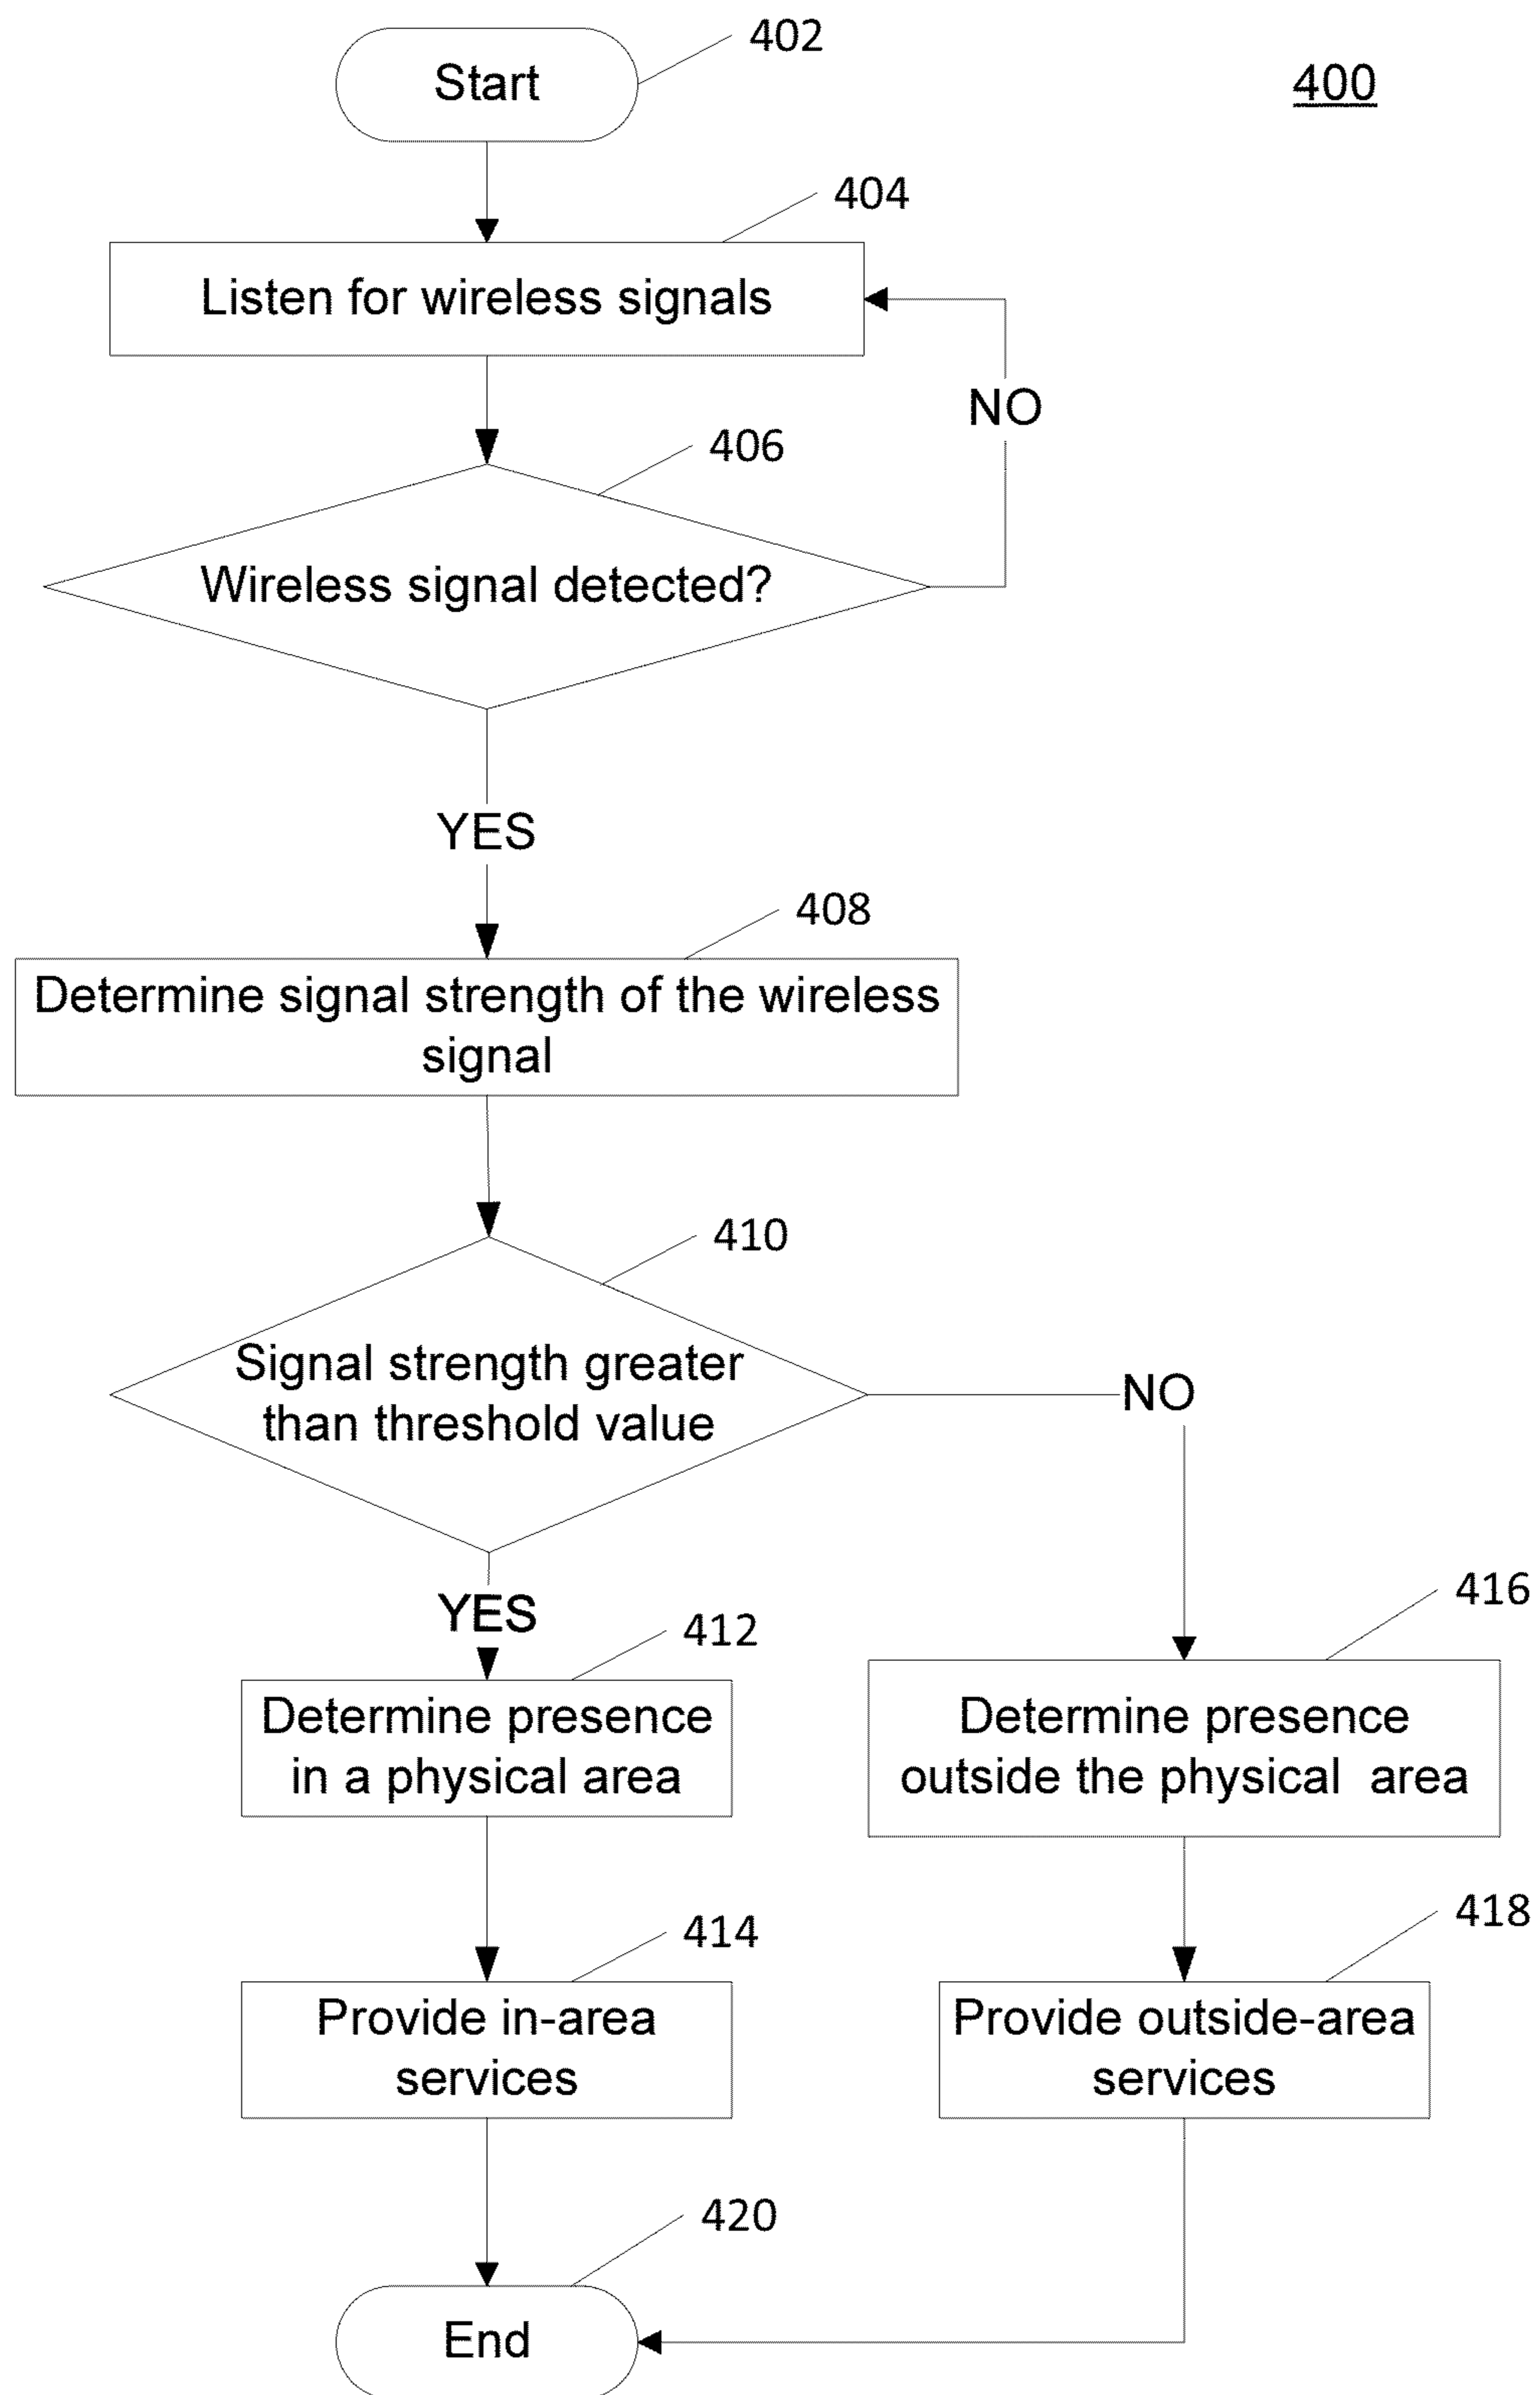 402
Start
400
404
Listen for wireless signals
NO
406
Wireless signal detected?
YES
408
Determine signal strength of the wireless
signal
410
Signal strength greater
than threshold value
NO
YES
412
416
Determine presence
in a physical area
Determine presence
outside the physical area
414
418
Provide in-area
services
Provide outside-area
services
420
End